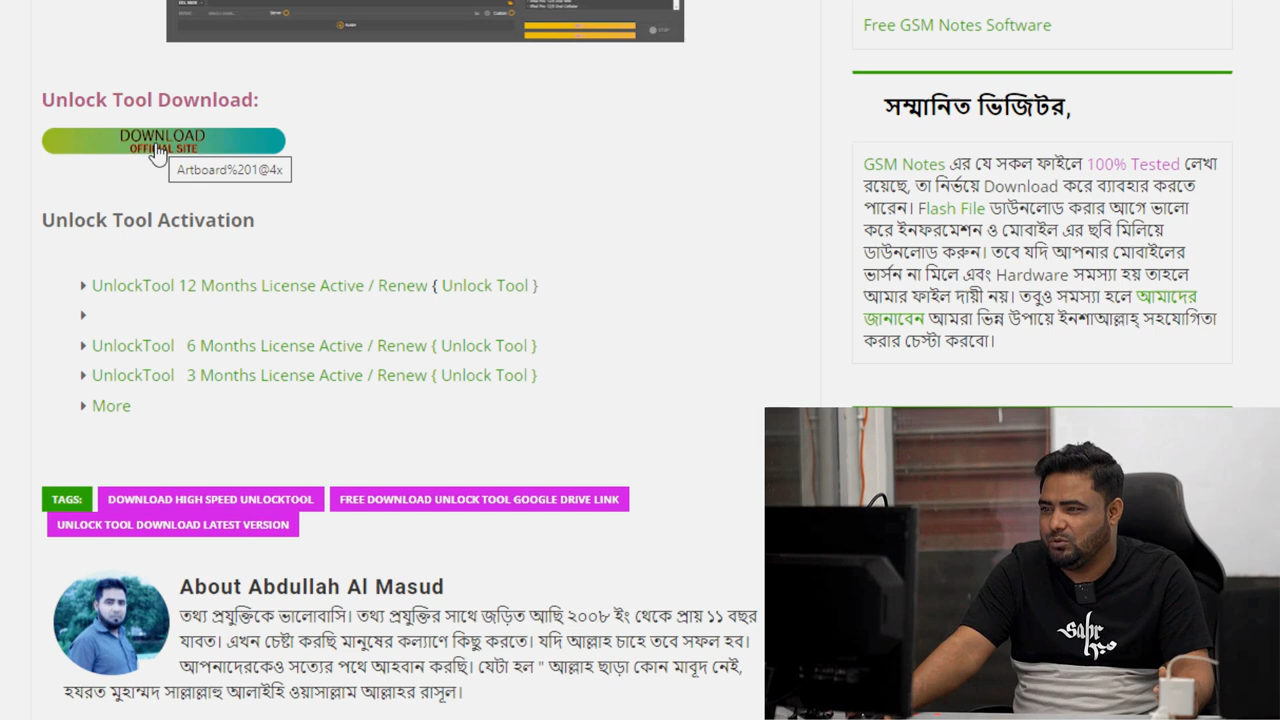 Free GSM Notes Software
Unlock Tool Download:
DOWNLOAD
OFFICIAL SITE
Artboard%201@4x
Unlock Tool Activation
UnlockTool 12 Months License Active / Renew { Unlock Tool }
UnlockTool 6 Months License Active / Renew { Unlock Tool }
UnlockTool 3 Months License Active / Renew { Unlock Tool }
More
TAGS: DOWNLOAD HIGH SPEED UNLOCKTOOL FREE DOWNLOAD UNLOCK TOOL GOOGLE DRIVE LINK
UNLOCK TOOL DOWNLOAD LATEST VERSION
About Abdullah Al Masud
তথ্য প্রযুক্তিকে ভালোবাসি। তথ্য প্রযুক্তির সাথে জড়িত আছি ২০০৮ ইং থেকে প্রায় ১১ বছর
যাবত। এখন চেষ্টা করছি মানুষের কল্যাণে কিছু করতে। যদি আল্লাহ চাহে তবে সফল হব।
আপনাদেরকেও সত্যের পথে আহবান করছি। যেটা হল " আল্লাহ ছাড়া কোন মাবূদ নেই,
হযরত মুহাম্মদ সাল্লাল্লাহু আলাইহি ওয়াসাল্লাম আল্লাহর রাসূল।
সম্মানিত ভিজিটর,
GSM Notes এর যে সকল ফাইলে 100% Tested লেখা
রয়েছে, তা নির্ভয়ে Download করে ব্যাবহার করতে
পারেন। Flash File ডাউনলোড করার আগে ভালো
করে ইনফরমেশন ও মোবাইল এর ছবি মিলিয়ে
ডাউনলোড করুন। তবে যদি আপনার মোবাইলের
ভার্সন না মিলে এবং Hardware সমস্যা হয় তাহলে
আমার ফাইল দায়ী নয়। তবুও সমস্যা হলে আমাদের
জানাবেন আমরা ভিন্ন উপায়ে ইনশাআল্লাহ্ সহযোগিতা
করার চেস্টা করবো।
sabr